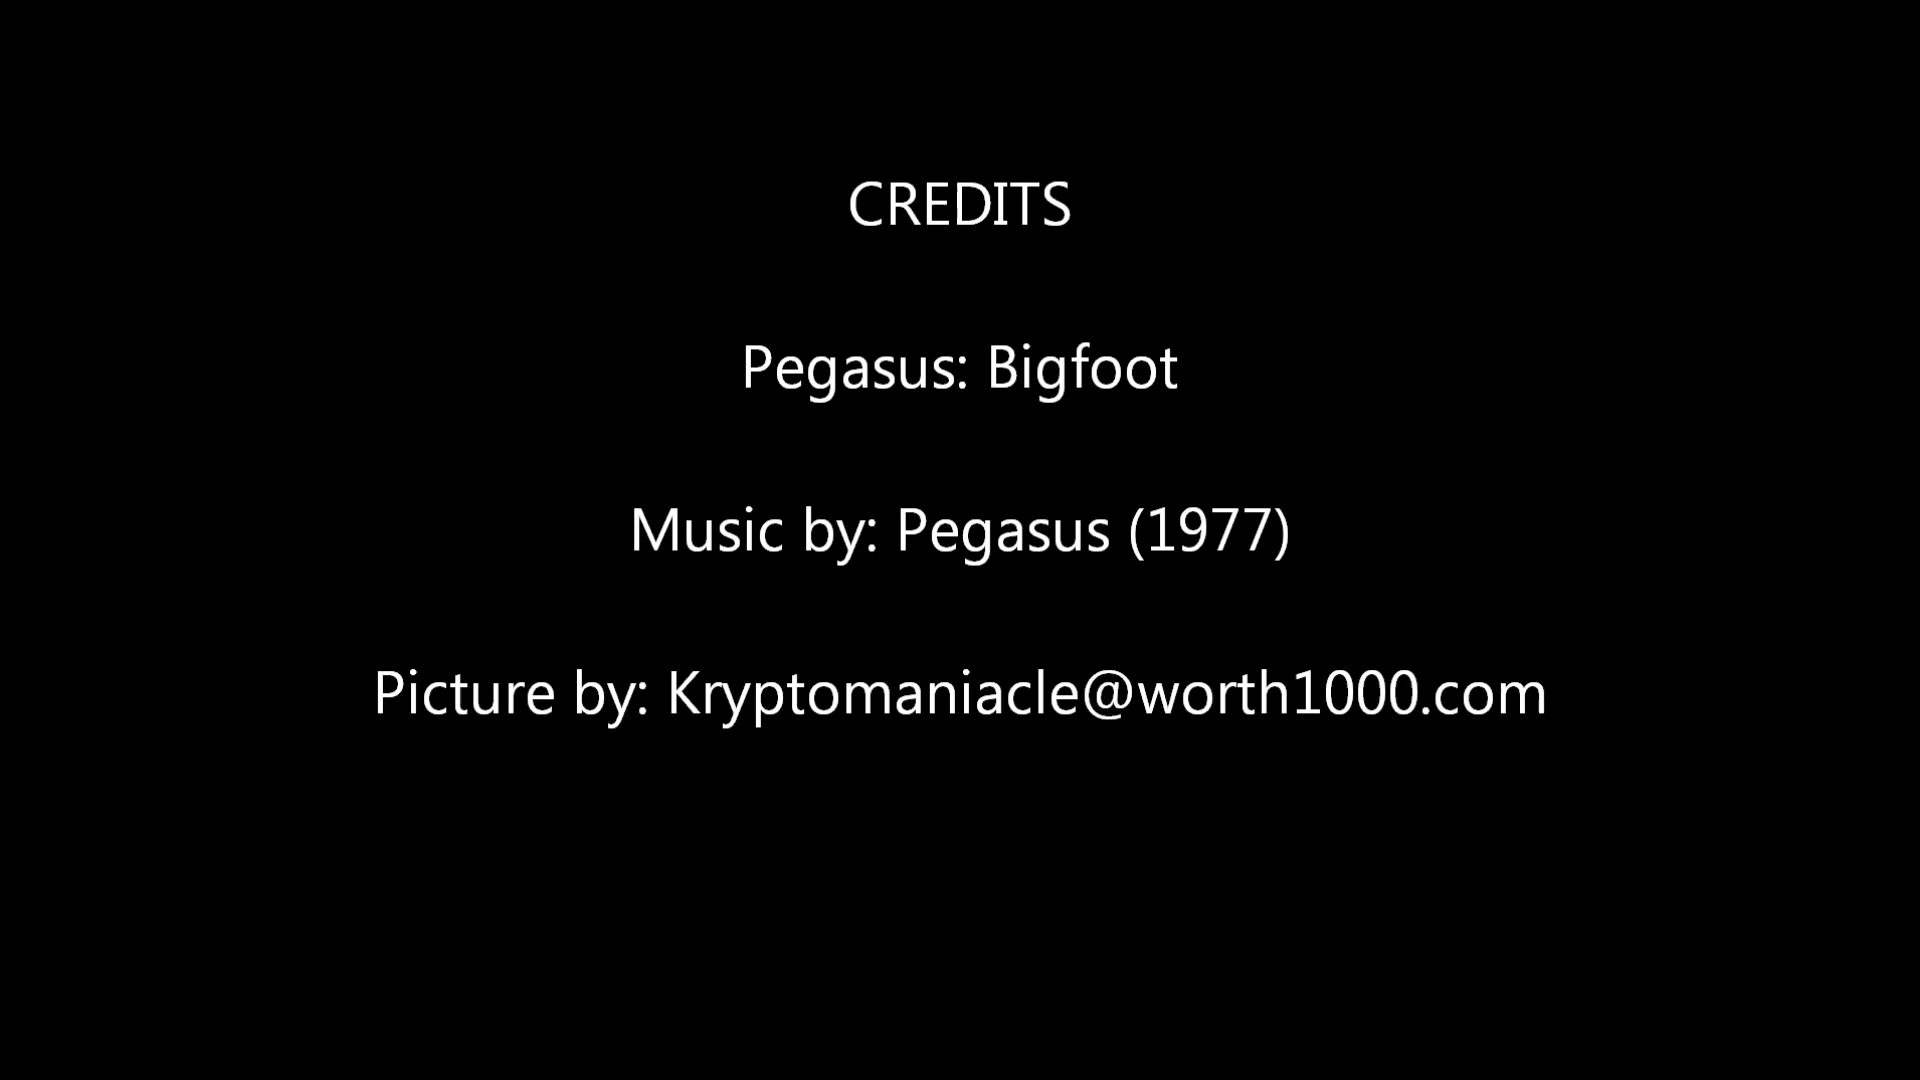 CREDITS
Pegasus: Bigfoot
Music by: Pegasus (1977)
Picture by: Kryptomaniacle@worth1000.com